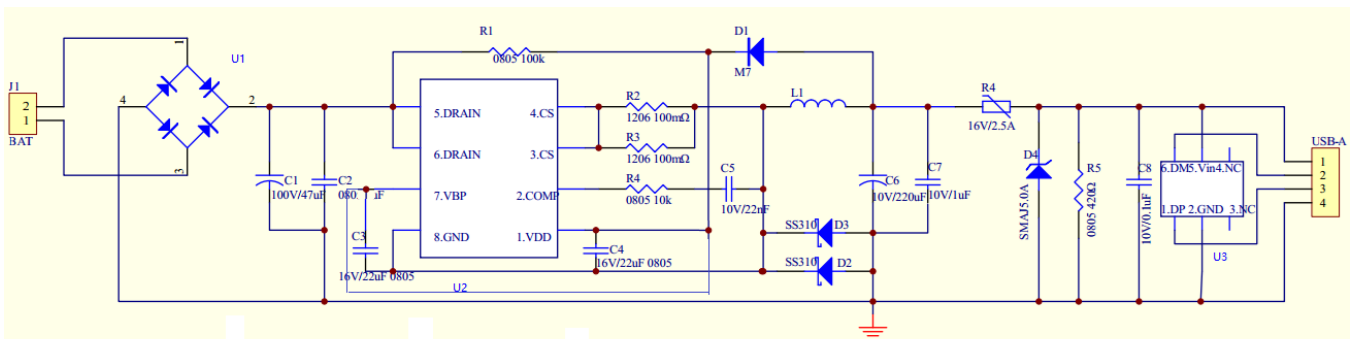 J1
2
1
BAT
1
4
2
3
U1
C1
100V/47uF
C2
R1
0805 100k
5.DRAIN
6.DRAIN
7.VBP
8.GND
4.CS
3.CS
2.COMP
1.VDD
U2
C3
16V/22uF 0805
R2
1206 100mΩ
R3
1206 100mΩ
R4
0805 10k
C5
10V/22nF
C4
16V/22uF 0805
D1
M7
L1
SS310
D3
SS310
D2
C6
10V/220uF
C7
10V/1uF
R4
16V/2.5A
D4
SMAJ5.0A
R5
0805 420Ω
C8
10V/0.1uF
6.DM
5.Vin
4.NC
1.DP
2.GND
3.NC
U3
USB-A
1
2
3
4